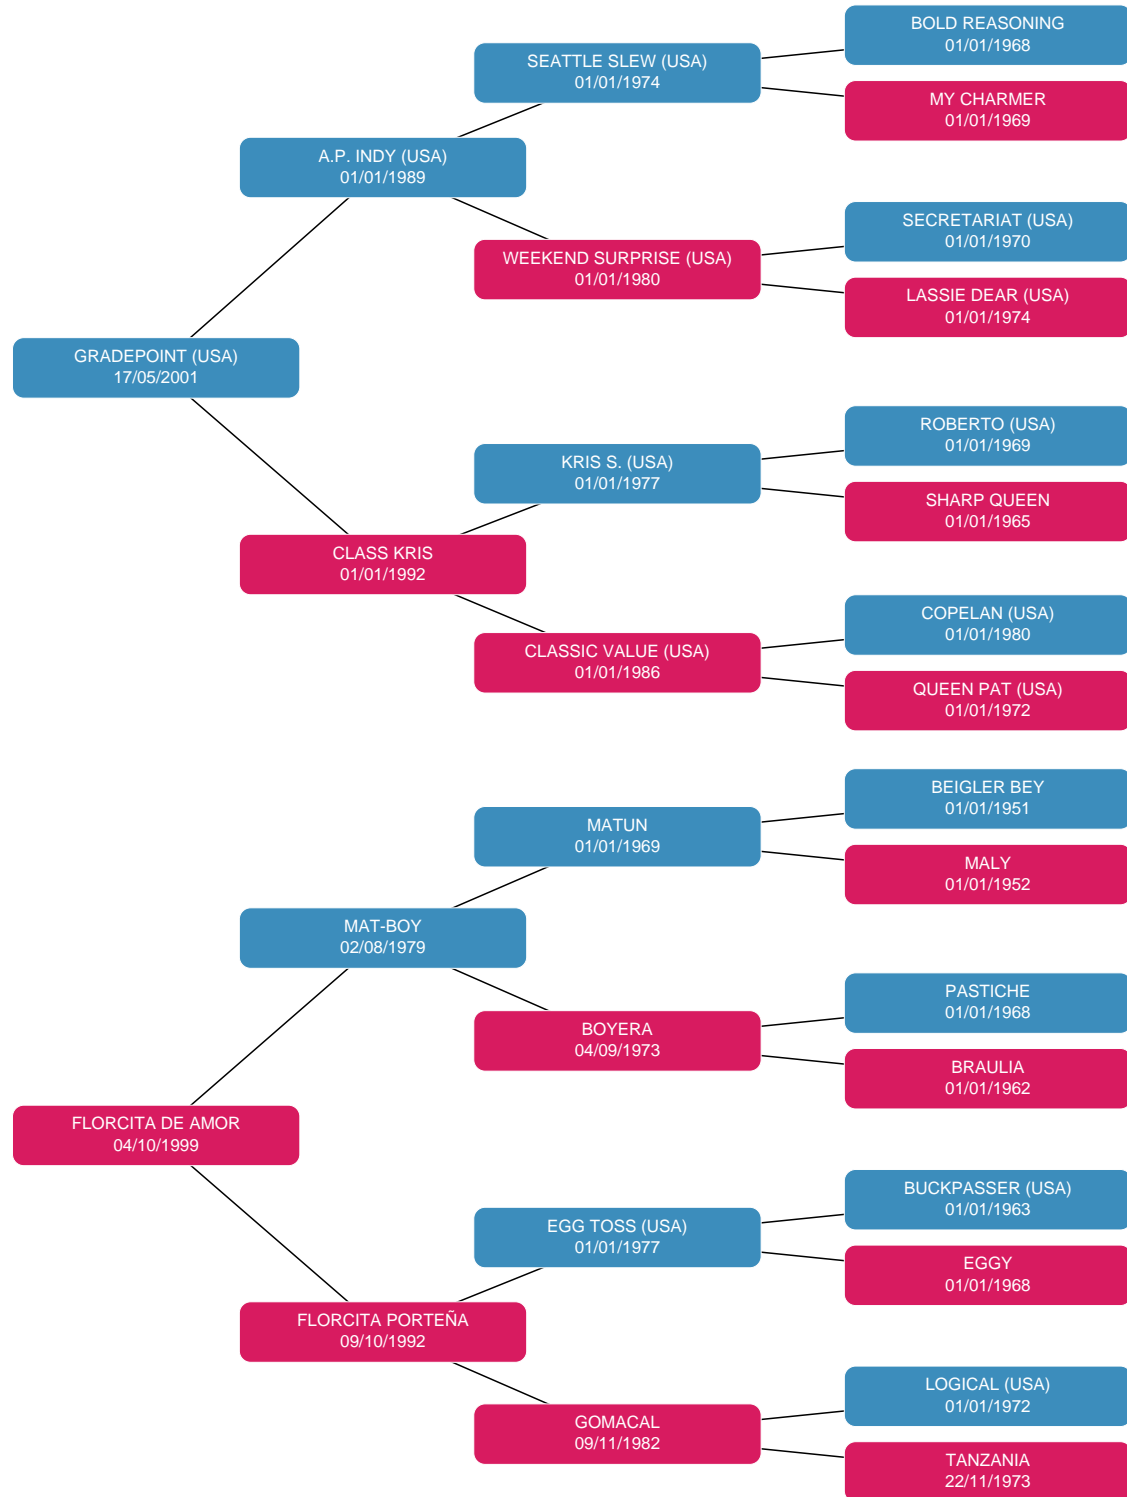 BOLD REASONING
01/01/1968
SEATTLE SLEW (USA)
01/01/1974
MY CHARMER
01/01/1969
A.P. INDY (USA)
01/01/1989
SECRETARIAT (USA)
01/01/1970
WEEKEND SURPRISE (USA)
01/01/1980
LASSIE DEAR (USA)
01/01/1974
GRADEPOINT (USA)
17/05/2001
ROBERTO (USA)
01/01/1969
KRIS S. (USA)
01/01/1977
SHARP QUEEN
01/01/1965
CLASS KRIS
01/01/1992
COPELAN (USA)
01/01/1980
CLASSIC VALUE (USA)
01/01/1986
QUEEN PAT (USA)
01/01/1972
BEIGLER BEY
01/01/1951
MATUN
01/01/1969
MALY
01/01/1952
MAT-BOY
02/08/1979
PASTICHE
01/01/1968
BOYERA
04/09/1973
BRAULIA
01/01/1962
FLORCITA DE AMOR
04/10/1999
BUCKPASSER (USA)
01/01/1963
EGG TOSS (USA)
01/01/1977
EGGY
01/01/1968
FLORCITA PORTEÑA
09/10/1992
LOGICAL (USA)
01/01/1972
GOMACAL
09/11/1982
TANZANIA
22/11/1973